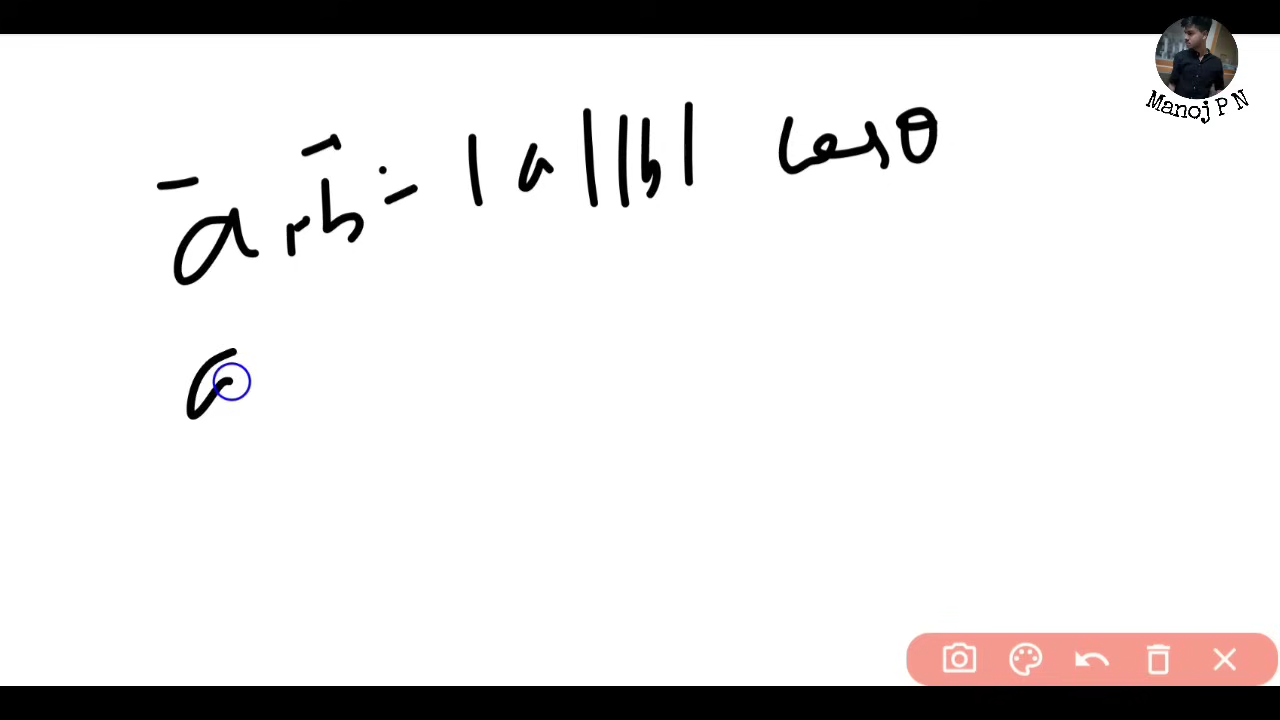 Manoj P N
a⃗ · b⃗ = |a||b| cosθ
a